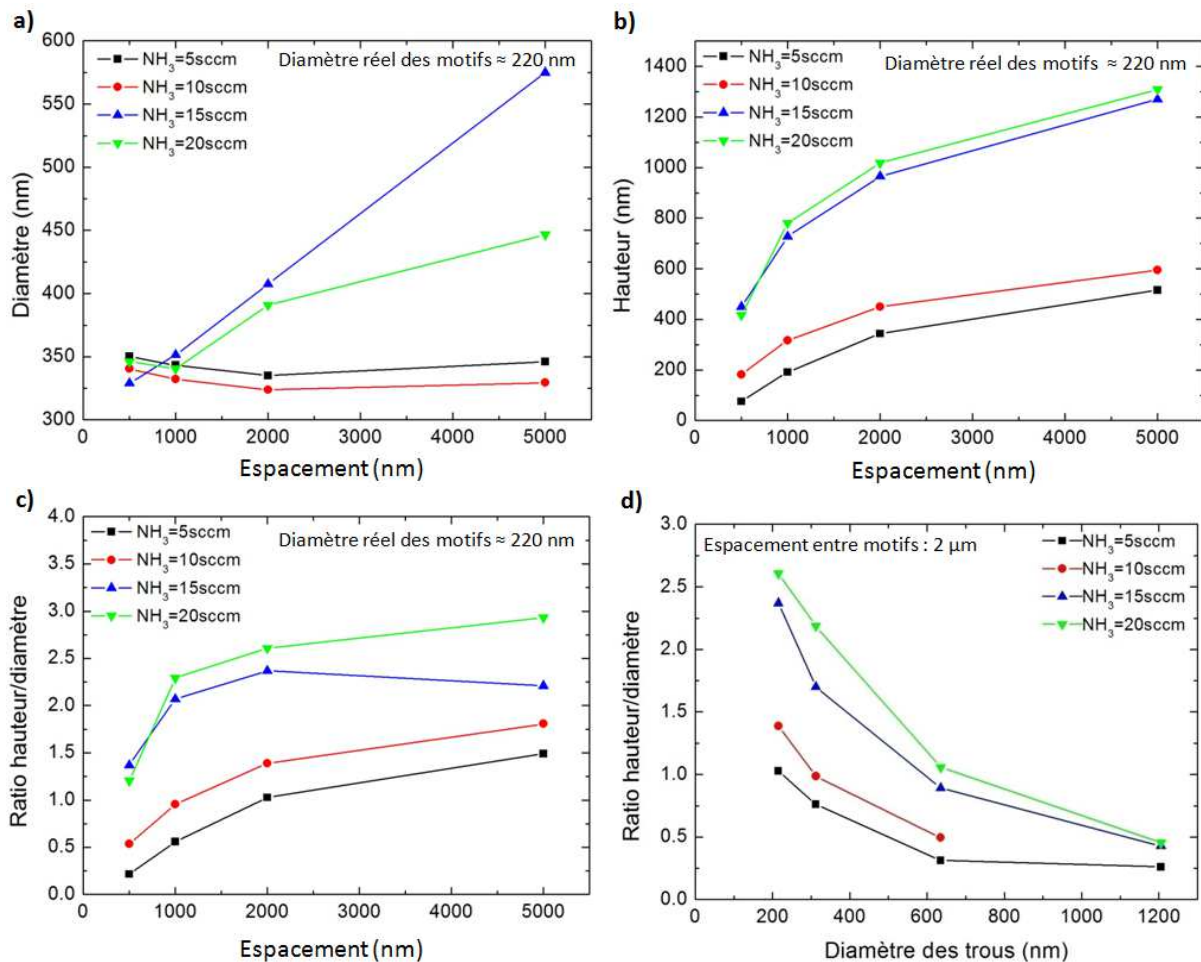 a)
600
550
500
450
400
350
300
Diamètre (nm)
NH3=5sccm
NH3=10sccm
NH3=15sccm
NH3=20sccm
Diamètre réel des motifs ≈ 220 nm
0 1000 2000 3000 4000 5000
Espacement (nm)
b)
1400
1200
1000
800
600
400
200
0
Hauteur (nm)
NH3=5sccm
NH3=10sccm
NH3=15sccm
NH3=20sccm
Diamètre réel des motifs ≈ 220 nm
0 1000 2000 3000 4000 5000
Espacement (nm)
c)
4.0
3.5
3.0
2.5
2.0
1.5
1.0
0.5
0.0
Ratio hauteur/diamètre
NH3=5sccm
NH3=10sccm
NH3=15sccm
NH3=20sccm
Diamètre réel des motifs ≈ 220 nm
0 1000 2000 3000 4000 5000
Espacement (nm)
d)
3.0
2.5
2.0
1.5
1.0
0.5
0.0
Ratio hauteur/diamètre
Espacement entre motifs : 2 µm
NH3=5sccm
NH3=10sccm
NH3=15sccm
NH3=20sccm
0 200 400 600 800 1000 1200
Diamètre des trous (nm)